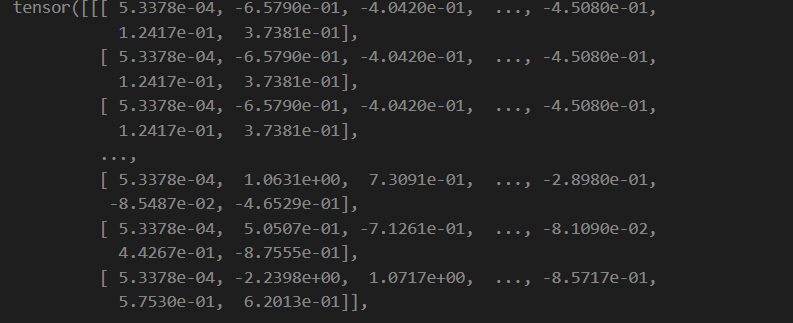 tensor([[[ 5.3378e-04, -6.5790e-01, -4.0420e-01,  ..., -4.5080e-01,
           1.2417e-01,  3.7381e-01],
         [ 5.3378e-04, -6.5790e-01, -4.0420e-01,  ..., -4.5080e-01,
           1.2417e-01,  3.7381e-01],
         [ 5.3378e-04, -6.5790e-01, -4.0420e-01,  ..., -4.5080e-01,
           1.2417e-01,  3.7381e-01],
         ...,
         [ 5.3378e-04,  1.0631e+00,  7.3091e-01,  ..., -2.8980e-01,
          -8.5487e-02, -4.6529e-01],
         [ 5.3378e-04,  5.0507e-01, -7.1261e-01,  ..., -8.1090e-02,
           4.4267e-01, -8.7555e-01],
         [ 5.3378e-04, -2.2398e+00,  1.0717e+00,  ..., -8.5717e-01,
           5.7530e-01,  6.2013e-01]],